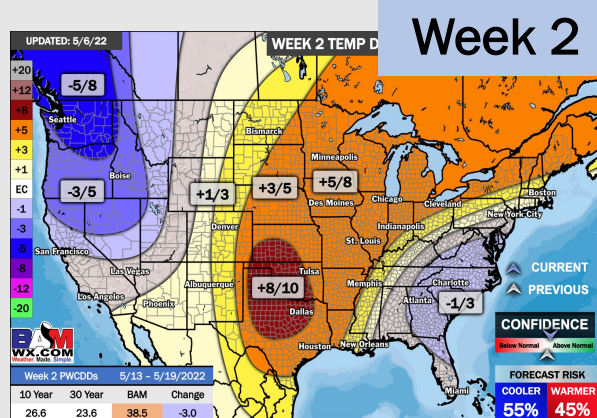 Week 2
UPDATED: 5/6/22
WEEK 2 TEMP D
+20
+12
+8
+5
+3
+1
EC
-1
-3
-5
-8
-12
-20
-5/8
Seattle
Bismarck
Minneapolis
Boise
-3/5
+1/3
+3/5
+5/8
Des Moines
Chicago
Cleveland
Boston
New York City
Denver
Indianapolis
St. Louis
San Francisco
Las Vegas
Los Angeles
Albuquerque
Phoenix
Tulsa
+8/10
Dallas
Memphis
Charlotte
Atlanta
-1/3
Houston
New Orleans
Miami
CURRENT
PREVIOUS
CONFIDENCE
Below Normal
Above Normal
FORECAST RISK
COOLER
WARMER
55%
45%
BAM
WX.COM
Weather. Made. Simple.
Week 2 PWCDDs 5/13 – 5/19/2022
10 Year 30 Year BAM Change
26.6 23.6 38.5 -3.0